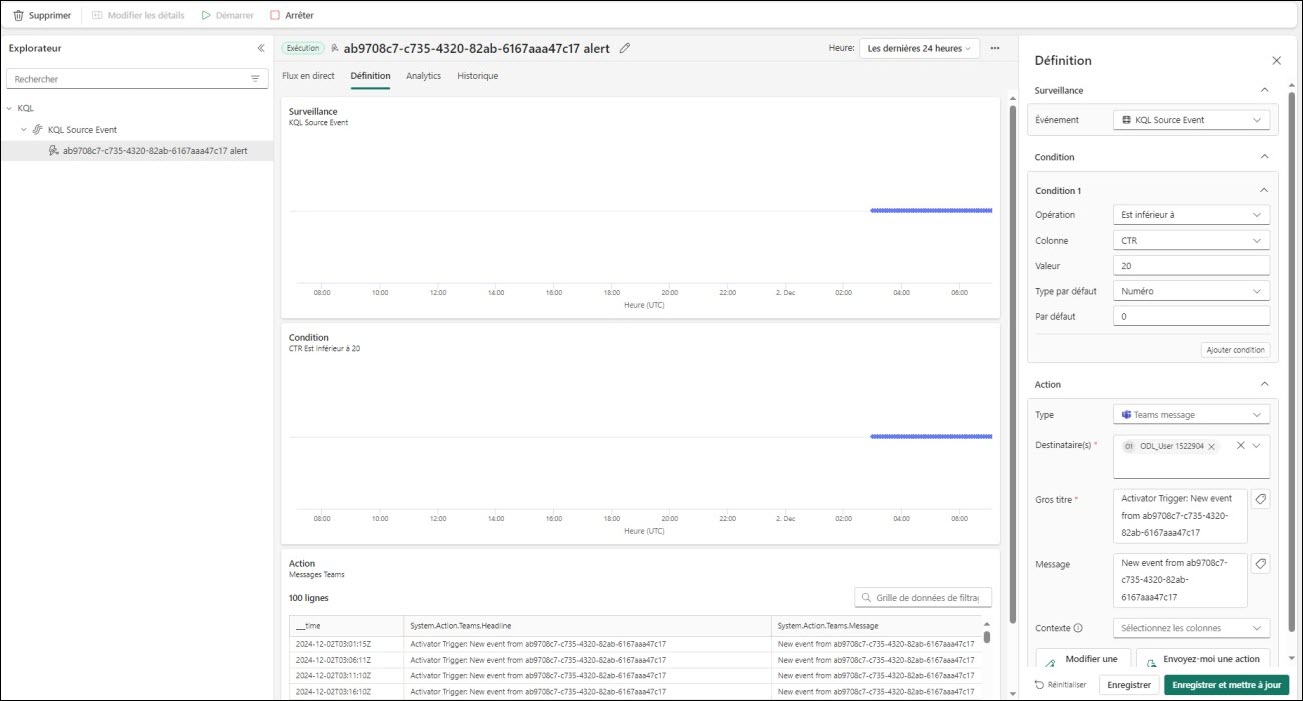 Supprimer
Modifier les détails
Démarrer
Arrêter
Explorateur
Rechercher
KQL
KQL Source Event
ab9708c7-c735-4320-82ab-6167aaa47c17 alert
Exécution
ab9708c7-c735-4320-82ab-6167aaa47c17 alert
Heure:
Les dernières 24 heures
Flux en direct
Définition
Analytics
Historique
Surveillance
KQL Source Event
08:00 10:00 12:00 14:00 16:00 18:00 20:00 22:00 2. Dec 02:00 04:00 06:00
Heure (UTC)
Condition
CTR Est inférieur à 20
08:00 10:00 12:00 14:00 16:00 18:00 20:00 22:00 2. Dec 02:00 04:00 06:00
Heure (UTC)
Action
Messages Teams
100 lignes
Grille de données de filtrag
__time System.Action.Teams.Headline System.Action.Teams.Message
2024-12-02T03:01:15Z Activator Trigger: New event from ab9708c7-c735-4320-82ab-6167aaa47c17 New event from ab9708c7-c735-4320-82ab-6167aaa47c17
2024-12-02T03:06:11Z Activator Trigger: New event from ab9708c7-c735-4320-82ab-6167aaa47c17 New event from ab9708c7-c735-4320-82ab-6167aaa47c17
2024-12-02T03:11:10Z Activator Trigger: New event from ab9708c7-c735-4320-82ab-6167aaa47c17 New event from ab9708c7-c735-4320-82ab-6167aaa47c17
2024-12-02T03:16:10Z Activator Trigger: New event from ab9708c7-c735-4320-82ab-6167aaa47c17 New event from ab9708c7-c735-4320-82ab-6167aaa47c17
Définition
Surveillance
Événement
KQL Source Event
Condition
Condition 1
Opération
Est inférieur à
Colonne
CTR
Valeur
20
Type par défaut
Numéro
Par défaut
0
Ajouter condition
Action
Type
Teams message
Destinataire(s) *
O1 ODL_User 1522904
Gros titre *
Activator Trigger: New event
from ab9708c7-c735-4320-
82ab-6167aaa47c17
Message
New event from ab9708c7-
c735-4320-82ab-
6167aaa47c17
Contexte
Sélectionnez les colonnes
Modifier une
Envoyez-moi une action
Réinitialiser
Enregistrer
Enregistrer et mettre à jour